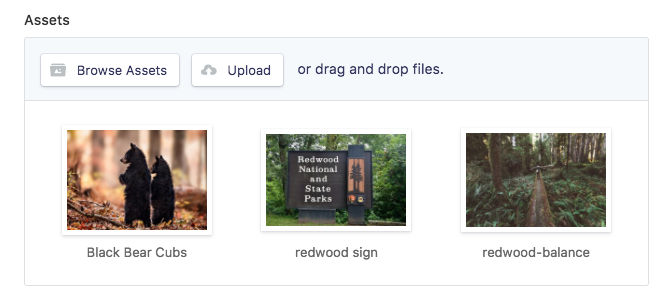 Assets
Browse Assets
Upload
or drag and drop files.
Redwood
National
and
State
Parks
Black Bear Cubs
redwood sign
redwood-balance